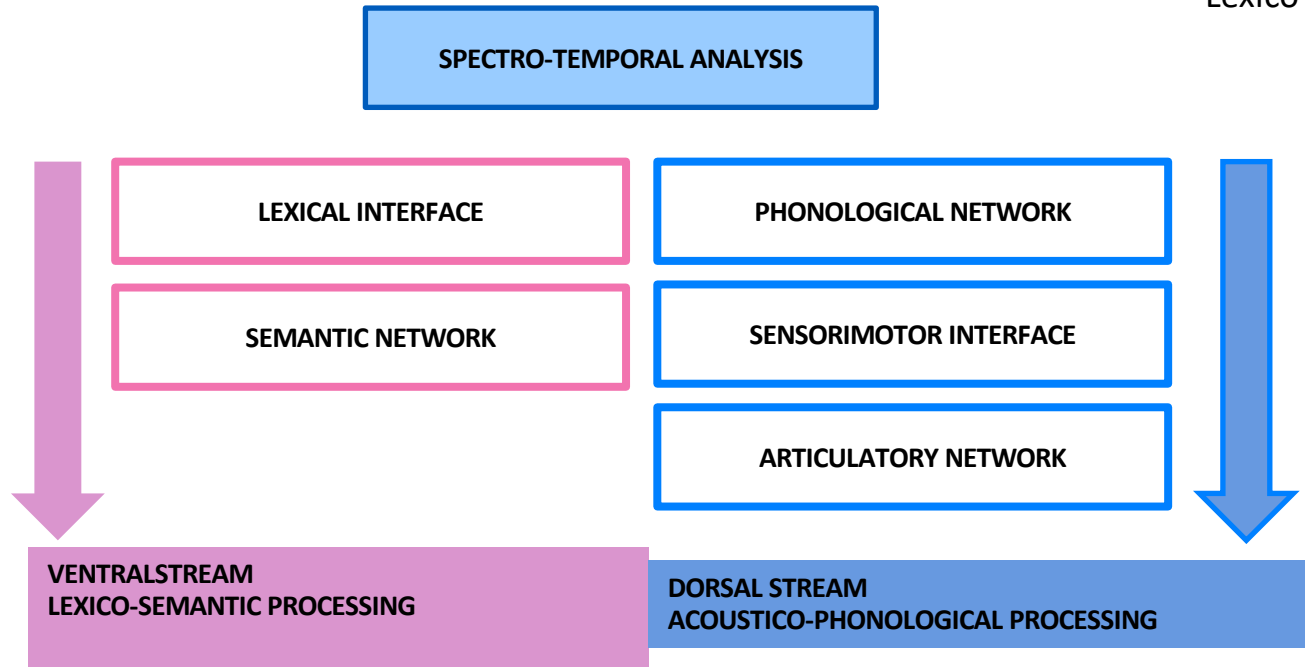 Lexico
SPECTRO-TEMPORAL ANALYSIS
LEXICAL INTERFACE
PHONOLOGICAL NETWORK
SEMANTIC NETWORK
SENSORIMOTOR INTERFACE
ARTICULATORY NETWORK
VENTRALSTREAM
LEXICO-SEMANTIC PROCESSING
DORSAL STREAM
ACOUSTICO-PHONOLOGICAL PROCESSING